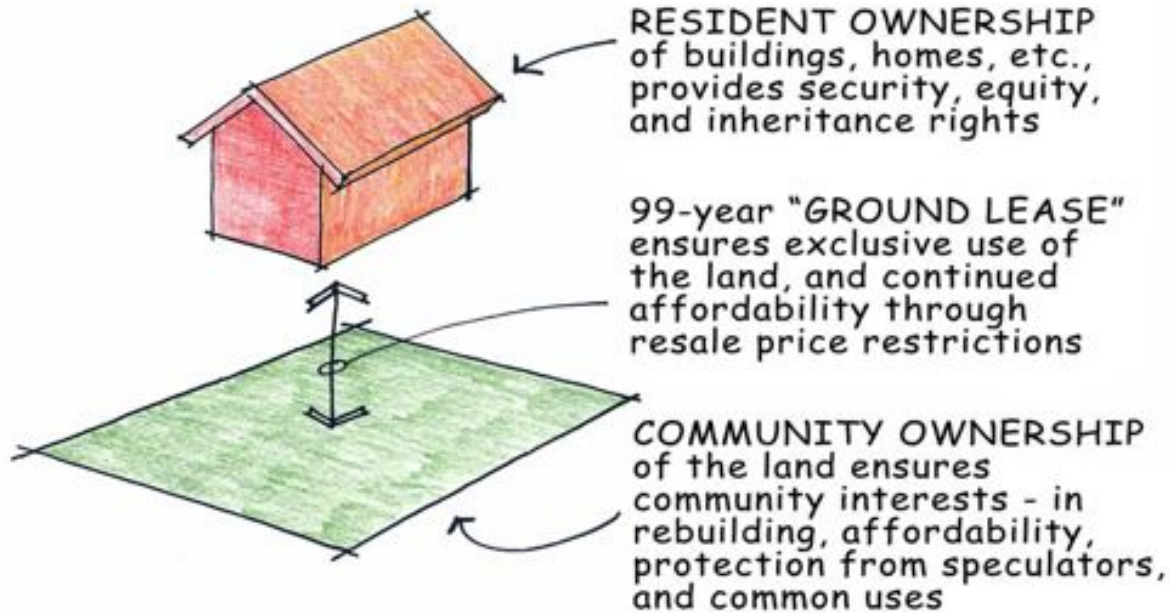 RESIDENT OWNERSHIP
of buildings, homes, etc.,
provides security, equity,
and inheritance rights
99-year “GROUND LEASE”
ensures exclusive use of
the land, and continued
affordability through
resale price restrictions
COMMUNITY OWNERSHIP
of the land ensures
community interests - in
rebuilding, affordability,
protection from speculators,
and common uses